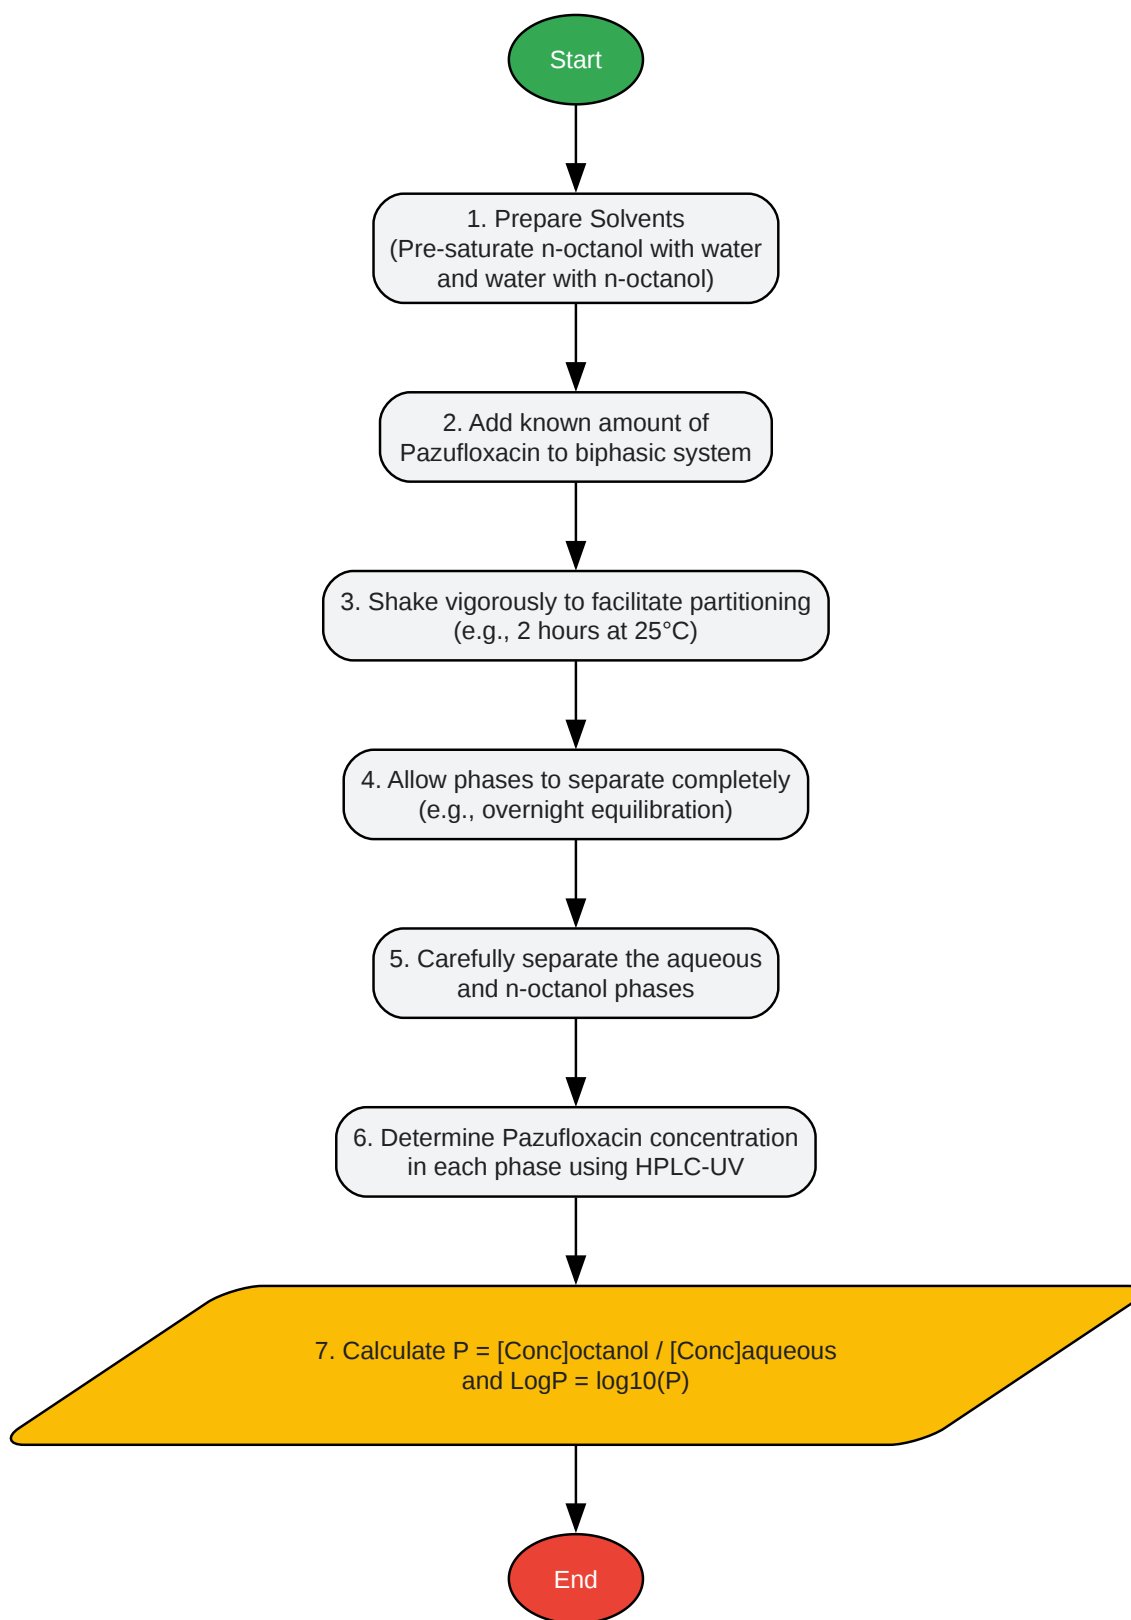 Start
1. Prepare Solvents
(Pre-saturate n-octanol with water
and water with n-octanol)
2. Add known amount of
Pazufloxacin to biphasic system
3. Shake vigorously to facilitate partitioning
(e.g., 2 hours at 25°C)
4. Allow phases to separate completely
(e.g., overnight equilibration)
5. Carefully separate the aqueous
and n-octanol phases
6. Determine Pazufloxacin concentration
in each phase using HPLC-UV
7. Calculate P = [Conc]octanol / [Conc]aqueous
and LogP = log10(P)
End